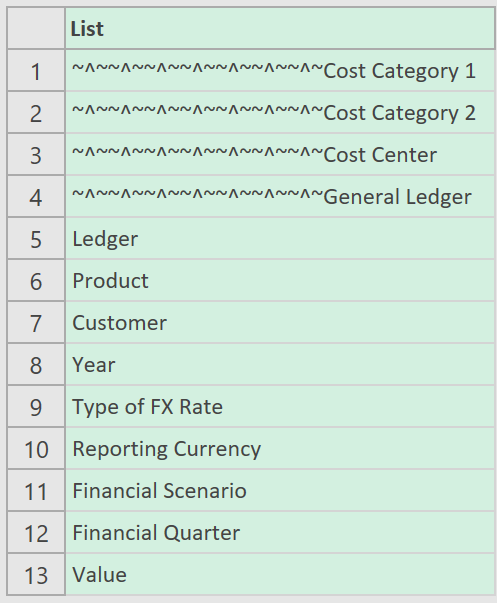 List
1 ~^~~^~~^~~^~~^~~^~~^~Cost Category 1
2 ~^~~^~~^~~^~~^~~^~~^~Cost Category 2
3 ~^~~^~~^~~^~~^~~^~~^~Cost Center
4 ~^~~^~~^~~^~~^~~^~~^~General Ledger
5 Ledger
6 Product
7 Customer
8 Year
9 Type of FX Rate
10 Reporting Currency
11 Financial Scenario
12 Financial Quarter
13 Value